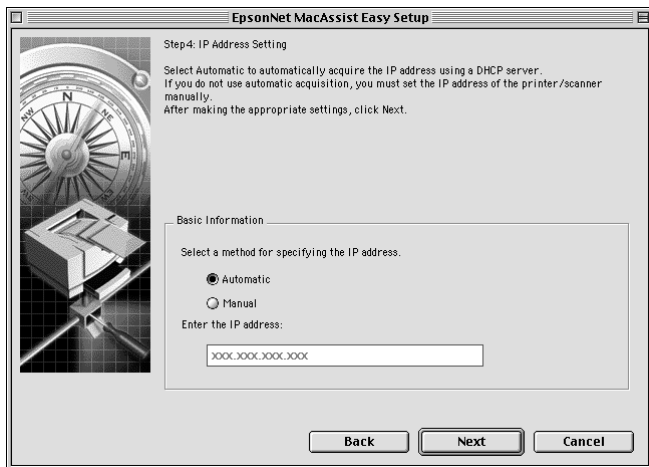 EpsonNet MacAssist Easy Setup
Step4: IP Address Setting
Select Automatic to automatically acquire the IP address using a DHCP server.
If you do not use automatic acquisition, you must set the IP address of the printer/scanner
manually.
After making the appropriate settings, click Next.
N
NE
NW
E
Basic Information
Select a method for specifying the IP address.
Automatic
Manual
Enter the IP address:
xxx.xxx.xxx.xxx
Back
Next
Cancel